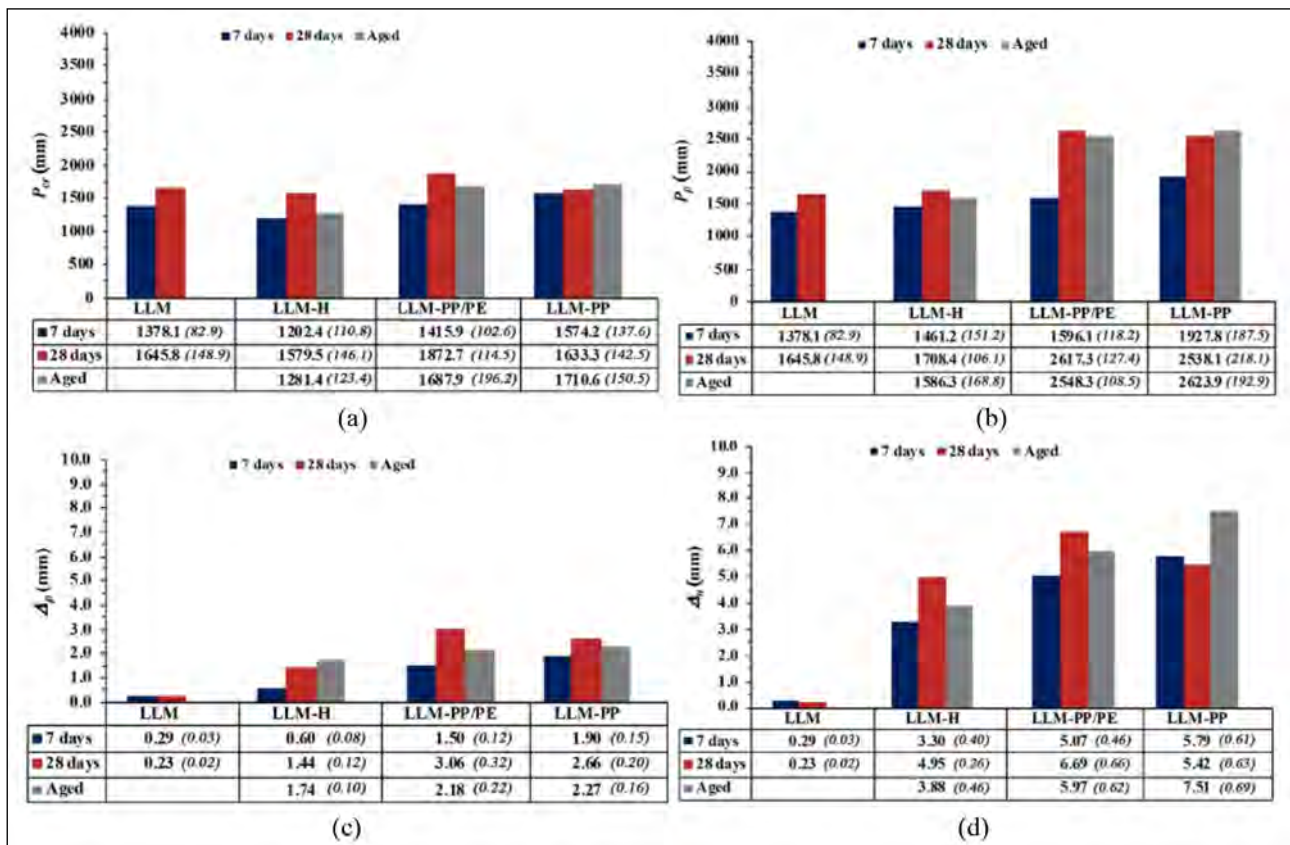 7 days 28 days Aged
4000
3500
3000
2500
2000
1500
1000
500
0
P_cr (mm)
LLM LLM-H LLM-PP/PE LLM-PP
7 days 1378.1 (82.9) 1202.4 (110.8) 1415.9 (102.6) 1574.2 (137.6)
28 days 1645.8 (148.9) 1579.5 (146.1) 1872.7 (114.5) 1633.3 (142.5)
Aged 1281.4 (123.4) 1687.9 (196.2) 1710.6 (150.5)
(a)
7 days 28 days Aged
4000
3500
3000
2500
2000
1500
1000
500
0
P_p (mm)
LLM LLM-H LLM-PP/PE LLM-PP
7 days 1378.1 (82.9) 1461.2 (151.2) 1596.1 (118.2) 1927.8 (187.5)
28 days 1645.8 (148.9) 1708.4 (106.1) 2617.3 (127.4) 2538.1 (218.1)
Aged 1586.3 (168.8) 2548.3 (108.5) 2623.9 (192.9)
(b)
7 days 28 days Aged
10.0
9.0
8.0
7.0
6.0
5.0
4.0
3.0
2.0
1.0
0.0
Δ_p (mm)
LLM LLM-H LLM-PP/PE LLM-PP
7 days 0.29 (0.03) 0.60 (0.08) 1.50 (0.12) 1.90 (0.15)
28 days 0.23 (0.02) 1.44 (0.12) 3.06 (0.32) 2.66 (0.20)
Aged 1.74 (0.10) 2.18 (0.22) 2.27 (0.16)
(c)
7 days 28 days Aged
10.0
9.0
8.0
7.0
6.0
5.0
4.0
3.0
2.0
1.0
0.0
Δ_u (mm)
LLM LLM-H LLM-PP/PE LLM-PP
7 days 0.29 (0.03) 3.30 (0.40) 5.07 (0.46) 5.79 (0.61)
28 days 0.23 (0.02) 4.95 (0.26) 6.69 (0.66) 5.42 (0.63)
Aged 3.88 (0.46) 5.97 (0.62) 7.51 (0.69)
(d)